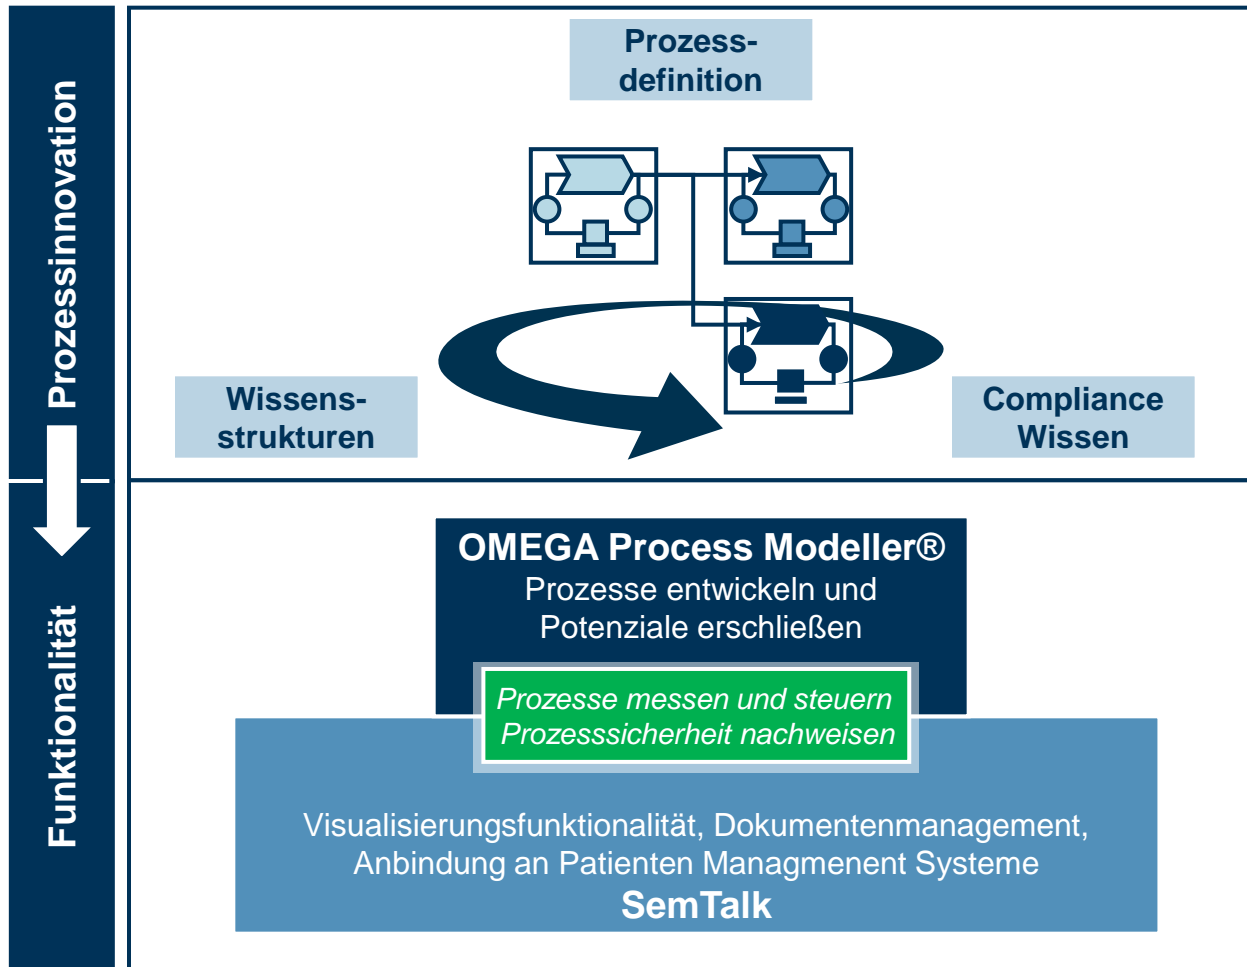 Prozessinnovation
Prozess-
definition
Wissens-
strukturen
Compliance
Wissen
Funktionalität
OMEGA Process Modeller®
Prozesse entwickeln und
Potenziale erschließen
Prozesse messen und steuern
Prozesssicherheit nachweisen
Visualisierungsfunktionalität, Dokumentenmanagement,
Anbindung an Patienten Managmenent Systeme
SemTalk